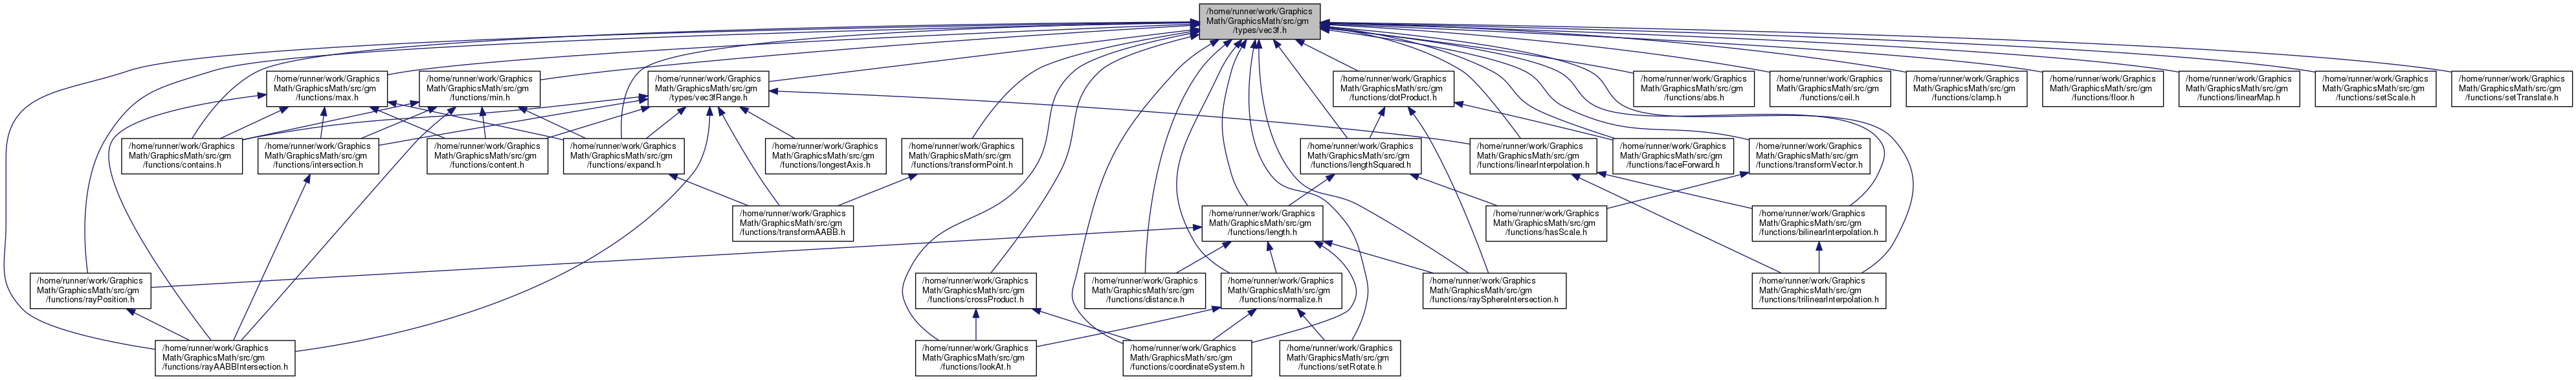 /home/runner/work/Graphics
Math/GraphicsMath/src/gm
/types/vec3f.h
/home/runner/work/Graphics
Math/GraphicsMath/src/gm
/functions/max.h
/home/runner/work/Graphics
Math/GraphicsMath/src/gm
/functions/min.h
/home/runner/work/Graphics
Math/GraphicsMath/src/gm
/types/vec3fRange.h
/home/runner/work/Graphics
Math/GraphicsMath/src/gm
/functions/dotProduct.h
/home/runner/work/Graphics
Math/GraphicsMath/src/gm
/functions/abs.h
/home/runner/work/Graphics
Math/GraphicsMath/src/gm
/functions/ceil.h
/home/runner/work/Graphics
Math/GraphicsMath/src/gm
/functions/clamp.h
/home/runner/work/Graphics
Math/GraphicsMath/src/gm
/functions/floor.h
/home/runner/work/Graphics
Math/GraphicsMath/src/gm
/functions/linearMap.h
/home/runner/work/Graphics
Math/GraphicsMath/src/gm
/functions/setScale.h
/home/runner/work/Graphics
Math/GraphicsMath/src/gm
/functions/setTranslate.h
/home/runner/work/Graphics
Math/GraphicsMath/src/gm
/functions/contains.h
/home/runner/work/Graphics
Math/GraphicsMath/src/gm
/functions/intersection.h
/home/runner/work/Graphics
Math/GraphicsMath/src/gm
/functions/content.h
/home/runner/work/Graphics
Math/GraphicsMath/src/gm
/functions/expand.h
/home/runner/work/Graphics
Math/GraphicsMath/src/gm
/functions/longestAxis.h
/home/runner/work/Graphics
Math/GraphicsMath/src/gm
/functions/transformPoint.h
/home/runner/work/Graphics
Math/GraphicsMath/src/gm
/functions/lengthSquared.h
/home/runner/work/Graphics
Math/GraphicsMath/src/gm
/functions/linearInterpolation.h
/home/runner/work/Graphics
Math/GraphicsMath/src/gm
/functions/faceForward.h
/home/runner/work/Graphics
Math/GraphicsMath/src/gm
/functions/transformVector.h
/home/runner/work/Graphics
Math/GraphicsMath/src/gm
/functions/transformAABB.h
/home/runner/work/Graphics
Math/GraphicsMath/src/gm
/functions/length.h
/home/runner/work/Graphics
Math/GraphicsMath/src/gm
/functions/hasScale.h
/home/runner/work/Graphics
Math/GraphicsMath/src/gm
/functions/bilinearInterpolation.h
/home/runner/work/Graphics
Math/GraphicsMath/src/gm
/functions/rayPosition.h
/home/runner/work/Graphics
Math/GraphicsMath/src/gm
/functions/crossProduct.h
/home/runner/work/Graphics
Math/GraphicsMath/src/gm
/functions/distance.h
/home/runner/work/Graphics
Math/GraphicsMath/src/gm
/functions/normalize.h
/home/runner/work/Graphics
Math/GraphicsMath/src/gm
/functions/raySphereIntersection.h
/home/runner/work/Graphics
Math/GraphicsMath/src/gm
/functions/trilinearInterpolation.h
/home/runner/work/Graphics
Math/GraphicsMath/src/gm
/functions/rayAABBIntersection.h
/home/runner/work/Graphics
Math/GraphicsMath/src/gm
/functions/lookAt.h
/home/runner/work/Graphics
Math/GraphicsMath/src/gm
/functions/coordinateSystem.h
/home/runner/work/Graphics
Math/GraphicsMath/src/gm
/functions/setRotate.h